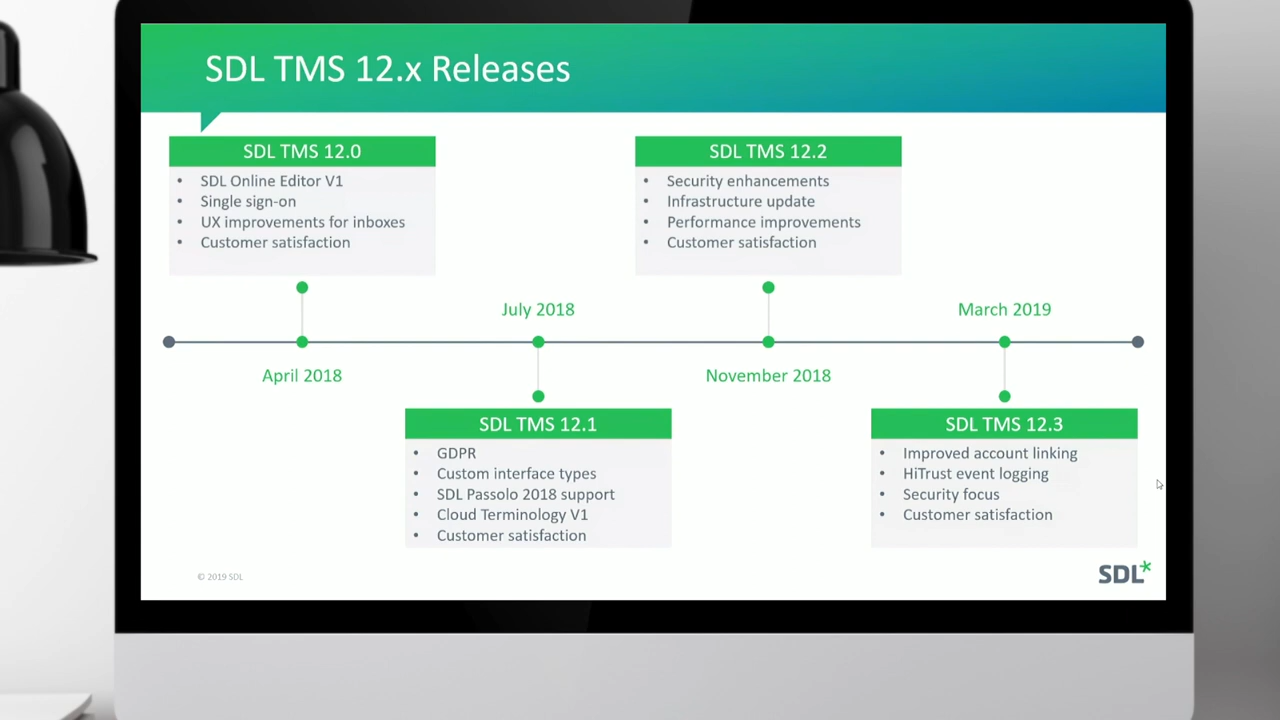 SDL TMS 12.x Releases
SDL TMS 12.0
• SDL Online Editor V1
• Single sign-on
• UX improvements for inboxes
• Customer satisfaction
SDL TMS 12.2
• Security enhancements
• Infrastructure update
• Performance improvements
• Customer satisfaction
July 2018
March 2019
April 2018
November 2018
SDL TMS 12.1
• GDPR
• Custom interface types
• SDL Passolo 2018 support
• Cloud Terminology V1
• Customer satisfaction
SDL TMS 12.3
• Improved account linking
• HiTrust event logging
• Security focus
• Customer satisfaction
© 2019 SDL
SDL*